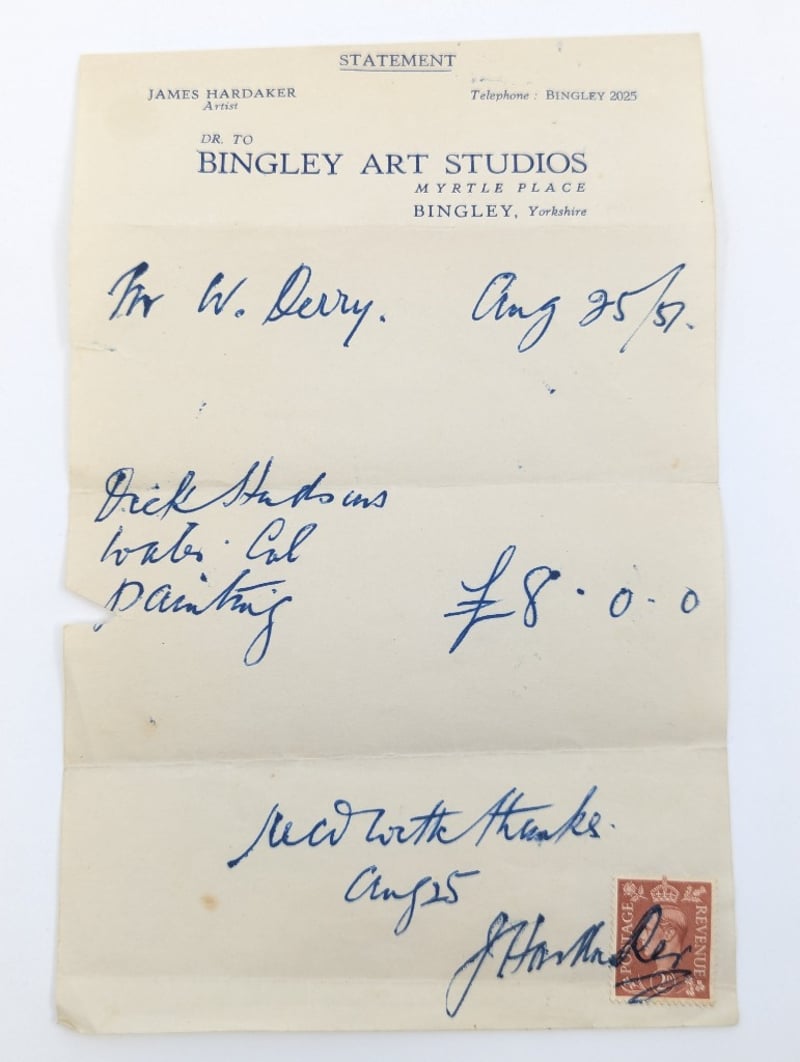 STATEMENT
JAMES HARDAKER
Artist
Telephone : BINGLEY 2025
DR. TO
BINGLEY ART STUDIOS
MYRTLE PLACE
BINGLEY, Yorkshire
Mr W. Derry. Aug 25/51.
Dick Hudsons
Water. Col
Painting £8 . 0 . 0
Recd with thanks.
Aug 25
J Hardaker
POSTAGE REVENUE